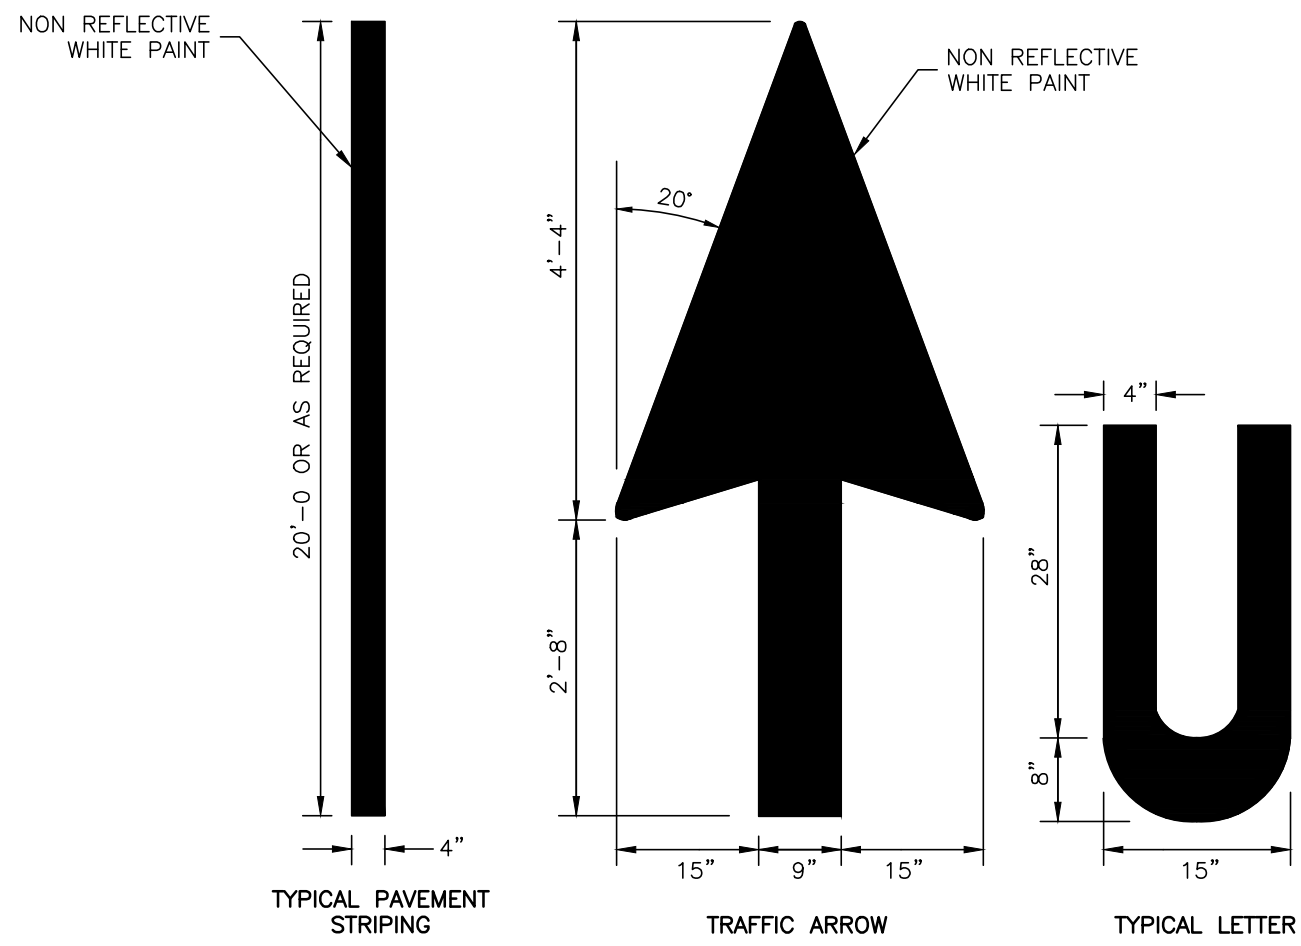 NON REFLECTIVE
WHITE PAINT
20'-0 OR AS REQUIRED
4"
TYPICAL PAVEMENT
STRIPING
NON REFLECTIVE
WHITE PAINT
20°
4'-4"
2'-8"
15"
9"
15"
TRAFFIC ARROW
4"
28"
8"
15"
TYPICAL LETTER